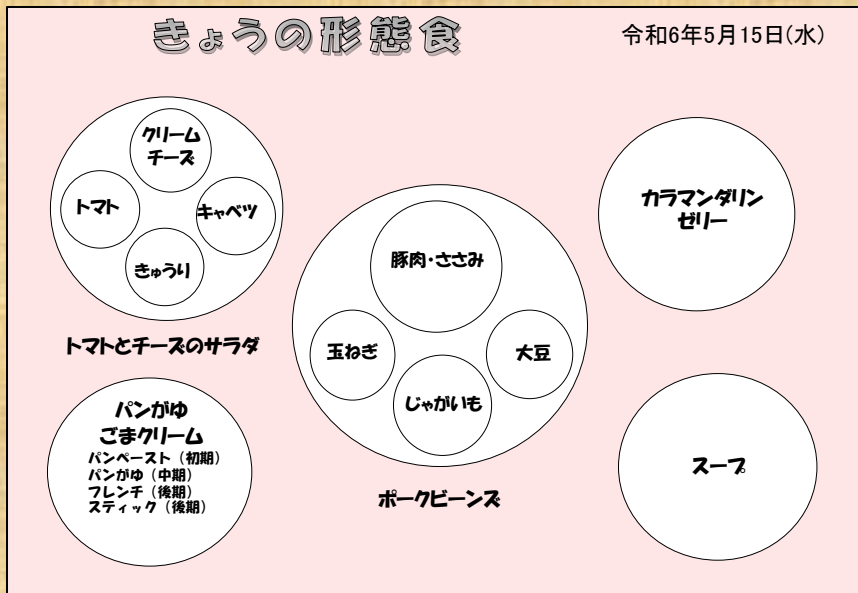 きょうの形態食
令和6年5月15日(水)
クリーム
チーズ
トマト
キャベツ
きゅうり
トマトとチーズのサラダ
豚肉・ささみ
玉ねぎ
大豆
じゃがいも
ポークビーンズ
カラマンダリン
ゼリー
パンがゆ
ごまクリーム
パンペースト（初期）
パンがゆ（中期）
フレンチ（後期）
スティック（後期）
スープ